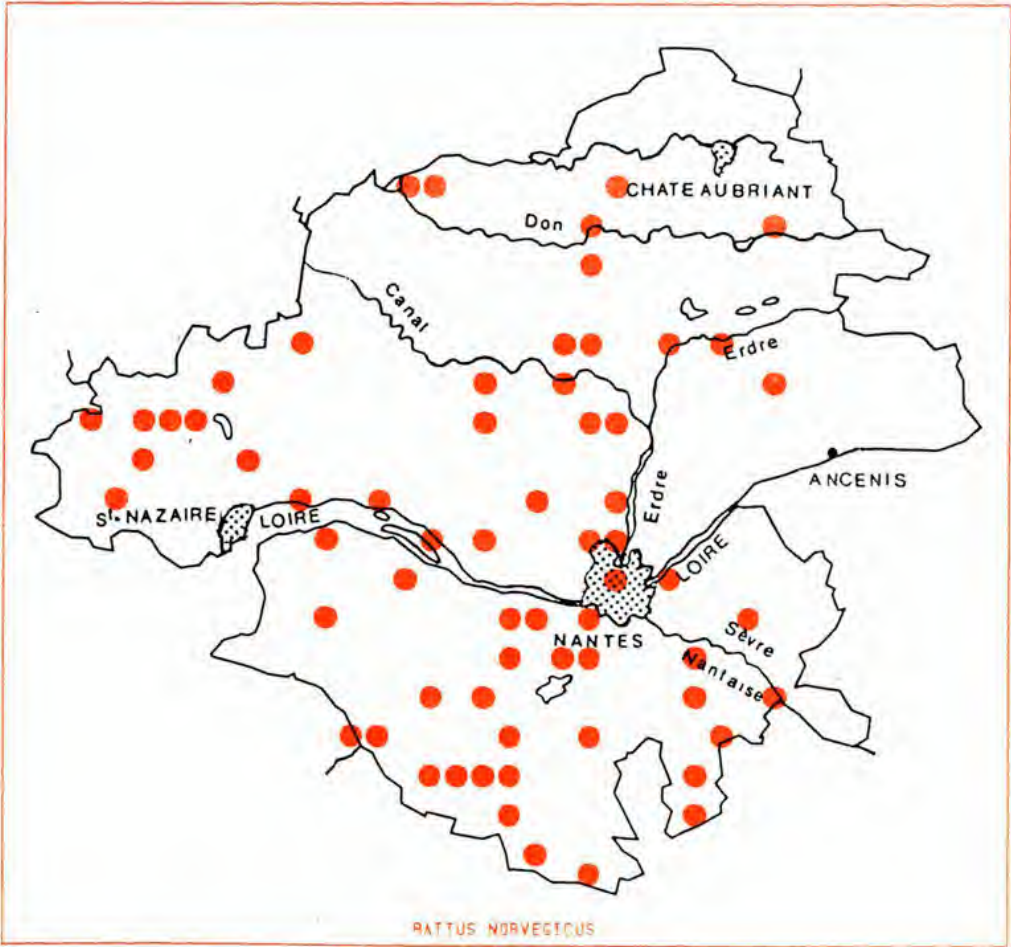 CHATEAUBRIANT
Don
Canal
Erdre
ANCENIS
Erdre
St-NAZAIRE
LOIRE
LOIRE
NANTES
Sèvre
Nantaise
RATTUS NORVEGICUS